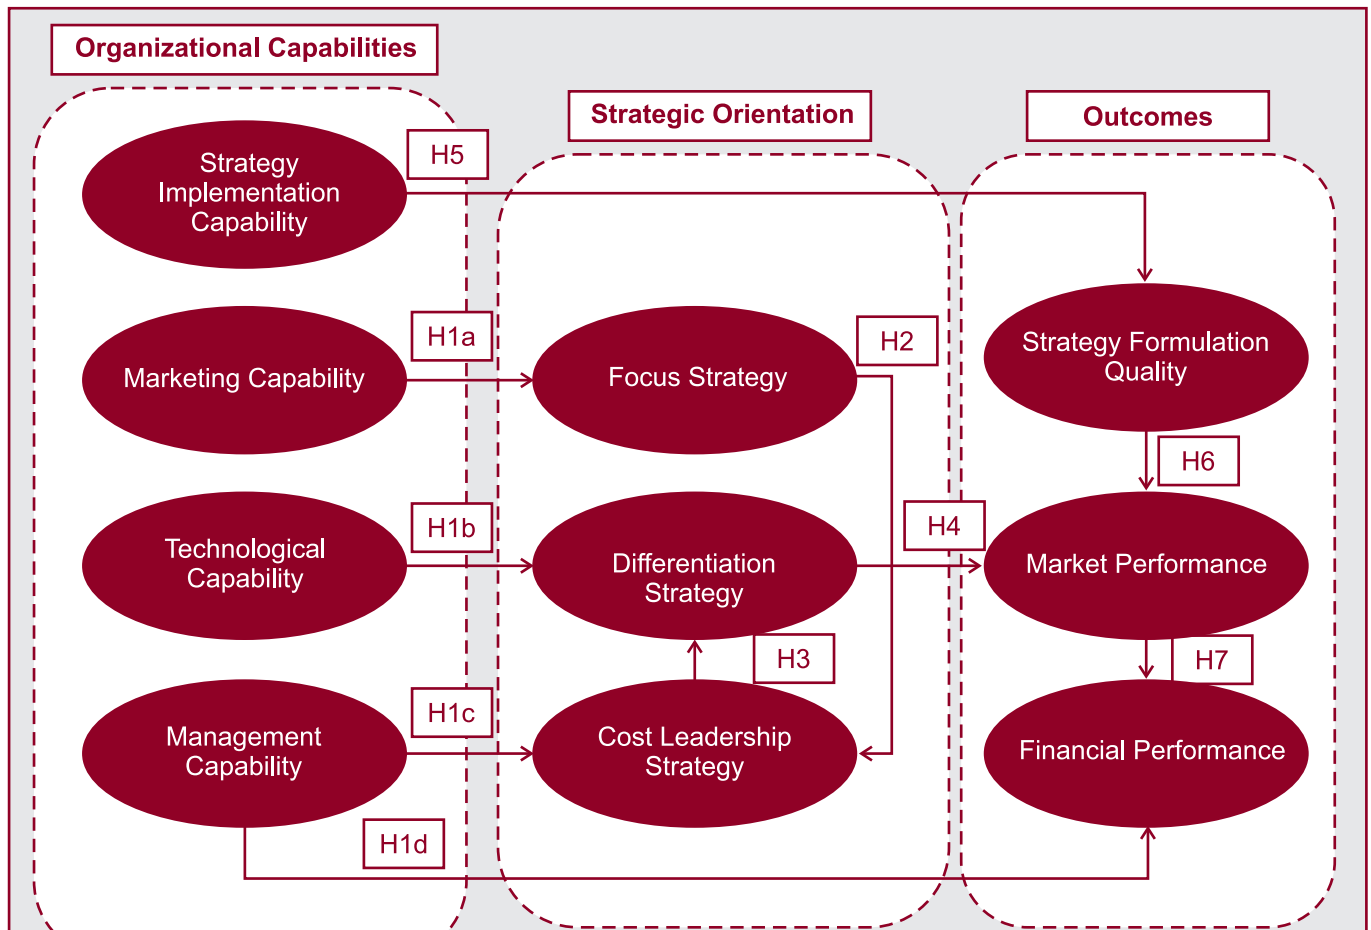 Organizational Capabilities
Strategic Orientation
Outcomes
Strategy
Implementation
Capability
H5
Marketing Capability
H1a
Focus Strategy
H2
Strategy Formulation
Quality
H6
Technological
Capability
H1b
Differentiation
Strategy
H4
Market Performance
H3
H7
Management
Capability
H1c
Cost Leadership
Strategy
Financial Performance
H1d